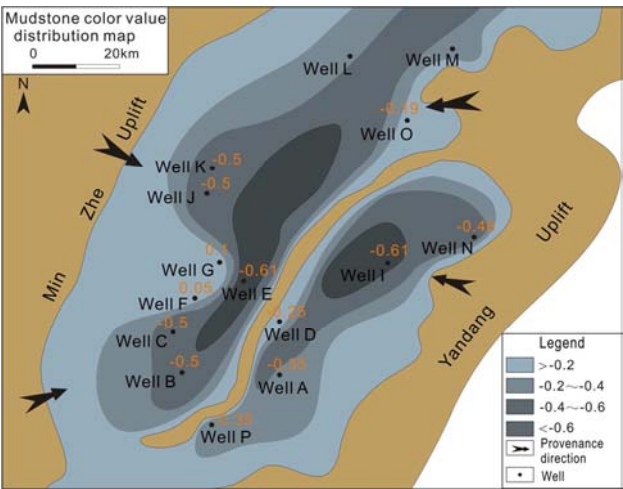 Mudstone color value
distribution map
0 20km
N
Well L
Well M
-0.19
Well O
Uplift
Zhe
Min
-0.5
Well K
-0.5
Well J
0.1
Well G
-0.61
Well E
0.05
Well F
-0.5
Well C
-0.5
Well B
-0.46
Well N
-0.61
Well I
-0.25
Well D
Well A
Well P
Uplift
Yandang
Legend
>-0.2
-0.2~-0.4
-0.4~-0.6
<-0.6
Provenance
direction
Well